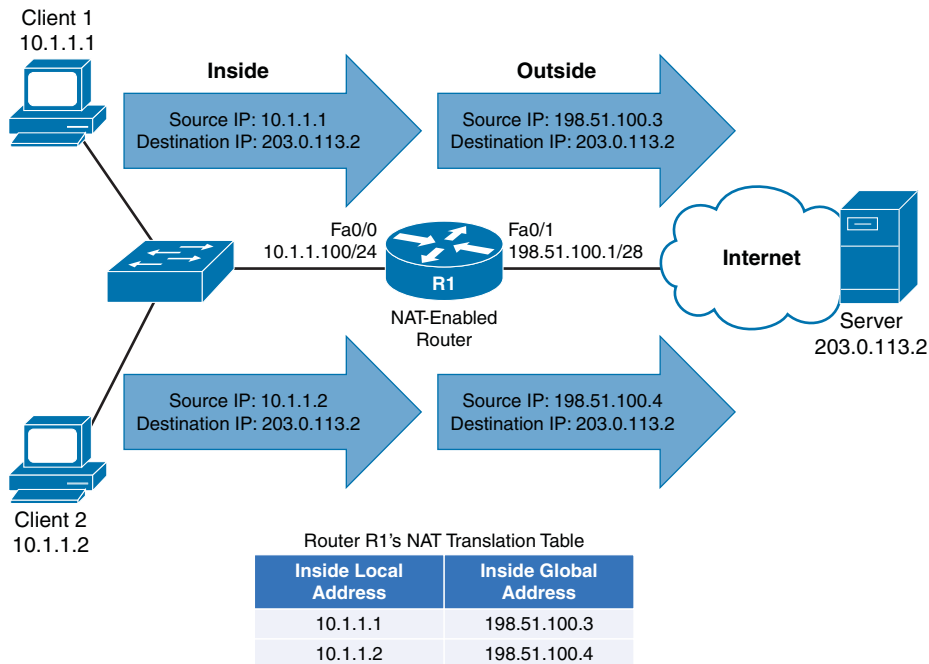 Client 1
10.1.1.1
Inside
Outside
Source IP: 10.1.1.1
Destination IP: 203.0.113.2
Source IP: 198.51.100.3
Destination IP: 203.0.113.2
Fa0/0
10.1.1.100/24
Fa0/1
198.51.100.1/28
R1
NAT-Enabled
Router
Internet
Server
203.0.113.2
Source IP: 10.1.1.2
Destination IP: 203.0.113.2
Source IP: 198.51.100.4
Destination IP: 203.0.113.2
Client 2
10.1.1.2
Router R1's NAT Translation Table
Inside Local
Address
Inside Global
Address
10.1.1.1
198.51.100.3
10.1.1.2
198.51.100.4